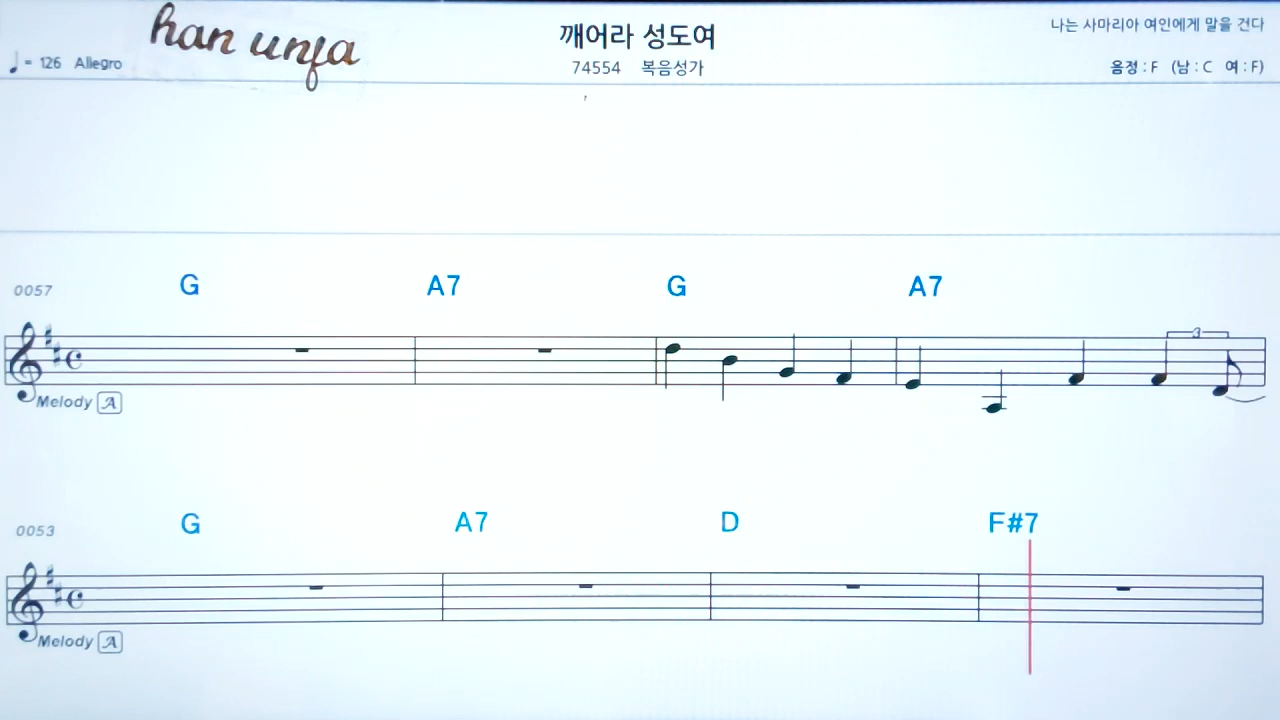 han unfa
깨어라 성도여
나는 사마리아 여인에게 말을 건다
♩ = 126 Allegro
74554 복음성가
음정 : F (남 : C 여 : F)
0057 G A7 G A7
3
Melody A
0053 G A7 D F#7
Melody A